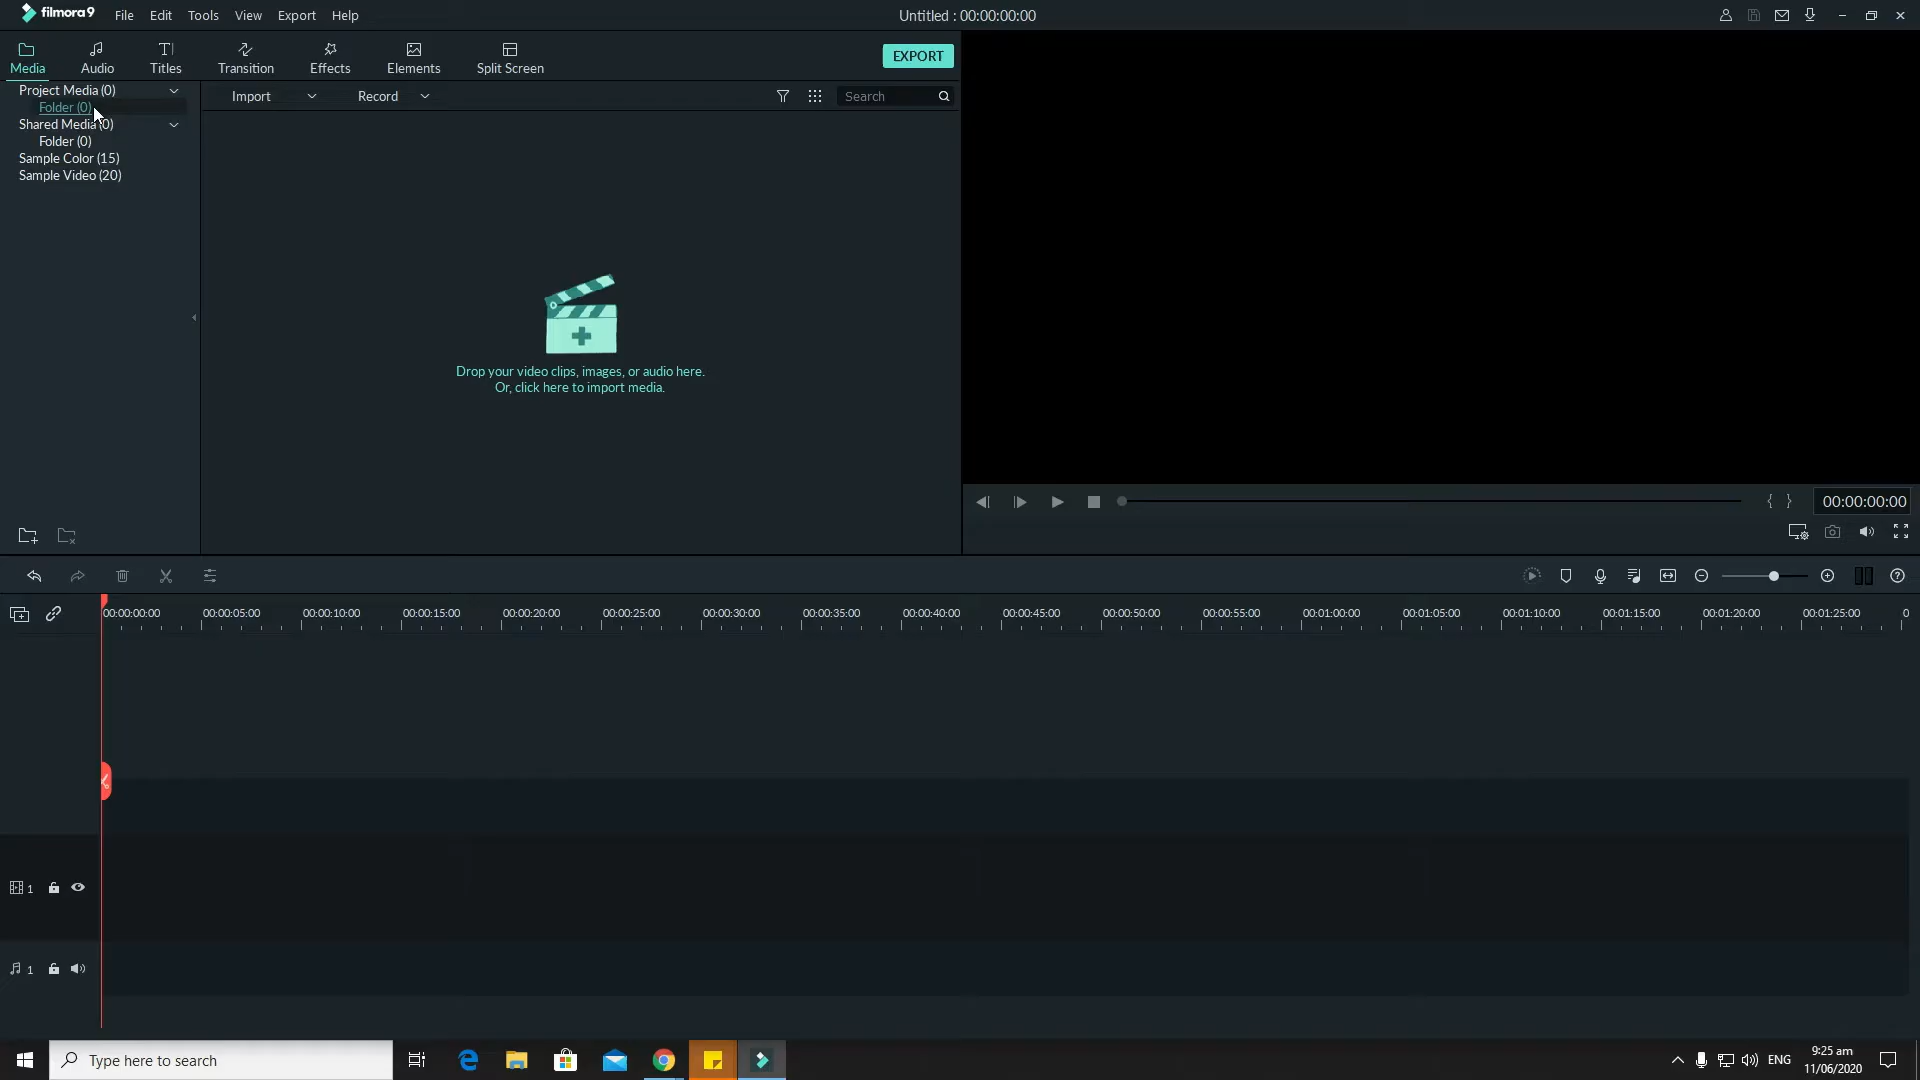 filmora9 File Edit Tools View Export Help Untitled : 00:00:00:00
Media Audio Titles Transition Effects Elements Split Screen EXPORT
Project Media (0)
Folder (0)
Shared Media (0)
Folder (0)
Sample Color (15)
Sample Video (20)
Import Record Search
Drop your video clips, images, or audio here.
Or, click here to import media.
00:00:00:00
00:00:00:00 00:00:05:00 00:00:10:00 00:00:15:00 00:00:20:00 00:00:25:00 00:00:30:00 00:00:35:00 00:00:40:00 00:00:45:00 00:00:50:00 00:00:55:00 00:01:00:00 00:01:05:00 00:01:10:00 00:01:15:00 00:01:20:00 00:01:25:00 0
1
1
Type here to search
ENG
9:25 am
11/06/2020